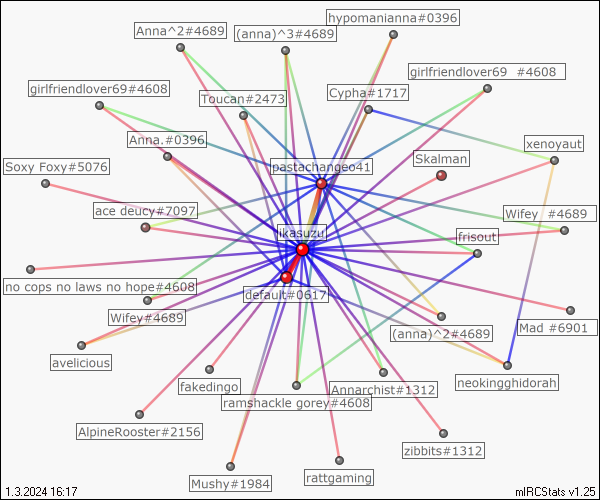 hypomanianna#0396
Anna^2#4689
(anna)^3#4689
girlfriendlover69 #4608
girlfriendlover69#4608
Toucan#2473
Cypha#1717
Anna.#0396
xenoyaut
Soxy Foxy#5076
pastachangeo41
Skalman
ace deucy#7097
Wifey #4689
ikasuzu
frisout
no cops no laws no hope#4608
default#0617
Wifey#4689
(anna)^2#4689
Mad #6901
avelicious
fakedingo
Annarchist#1312
neokingghidorah
ramshackle gorey#4608
AlpineRooster#2156
zibbits#1312
Mushy#1984
rattgaming
1.3.2024 16:17
mIRCStats v1.25